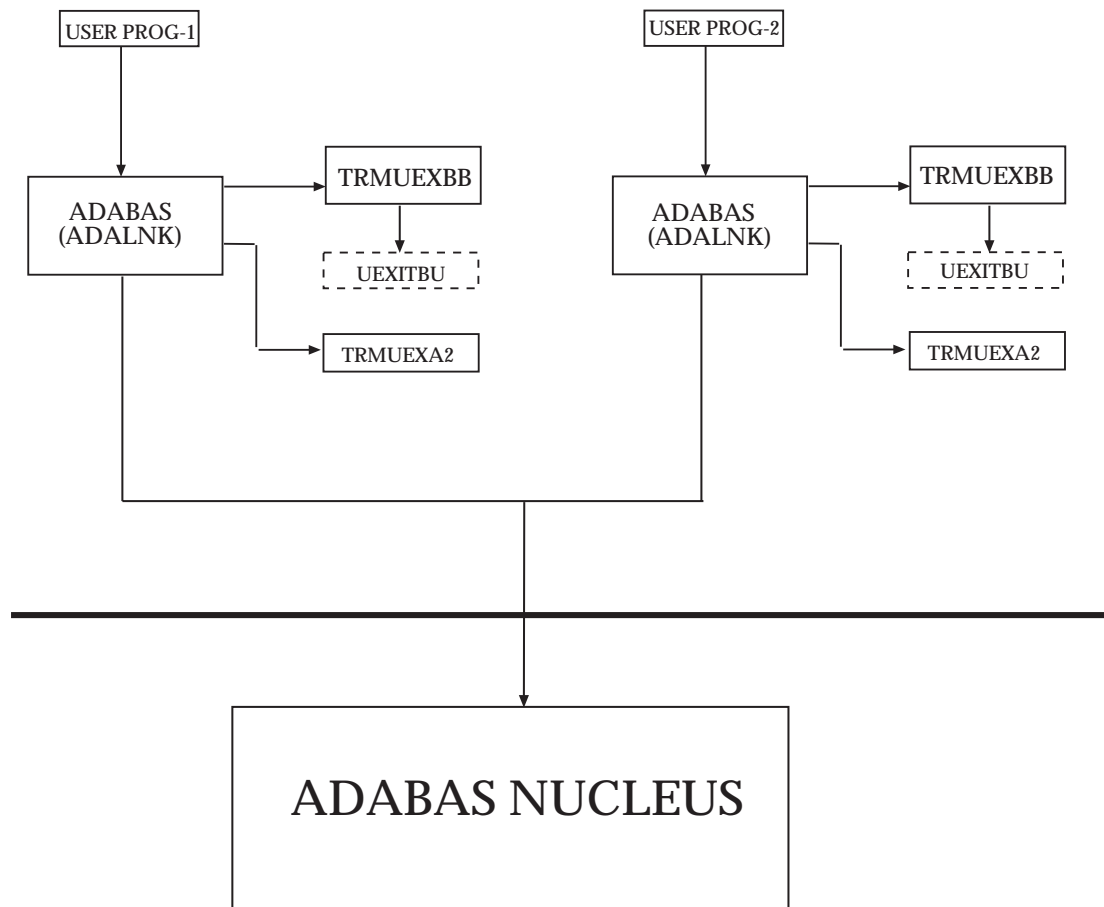 USER PROG-1
USER PROG-2
TRMUEXBB
TRMUEXBB
ADABAS
(ADALNK)
ADABAS
(ADALNK)
UEXITBU
UEXITBU
TRMUEXA2
TRMUEXA2
ADABAS NUCLEUS